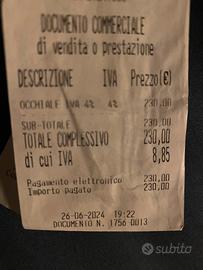 DOCUMENTO COMMERCIALE
di vendita o prestazione
DESCRIZIONE IVA Prezzo(€)
OCCHIALE IVA 4% 4% 230,00
SUB-TOTALE 230,00
TOTALE COMPLESSIVO 230,00
di cui IVA 8,85
Pagamento elettronico 230,00
Importo pagato 230,00
26-06-2024 19:22
DOCUMENTO N. 1756-0013
subito